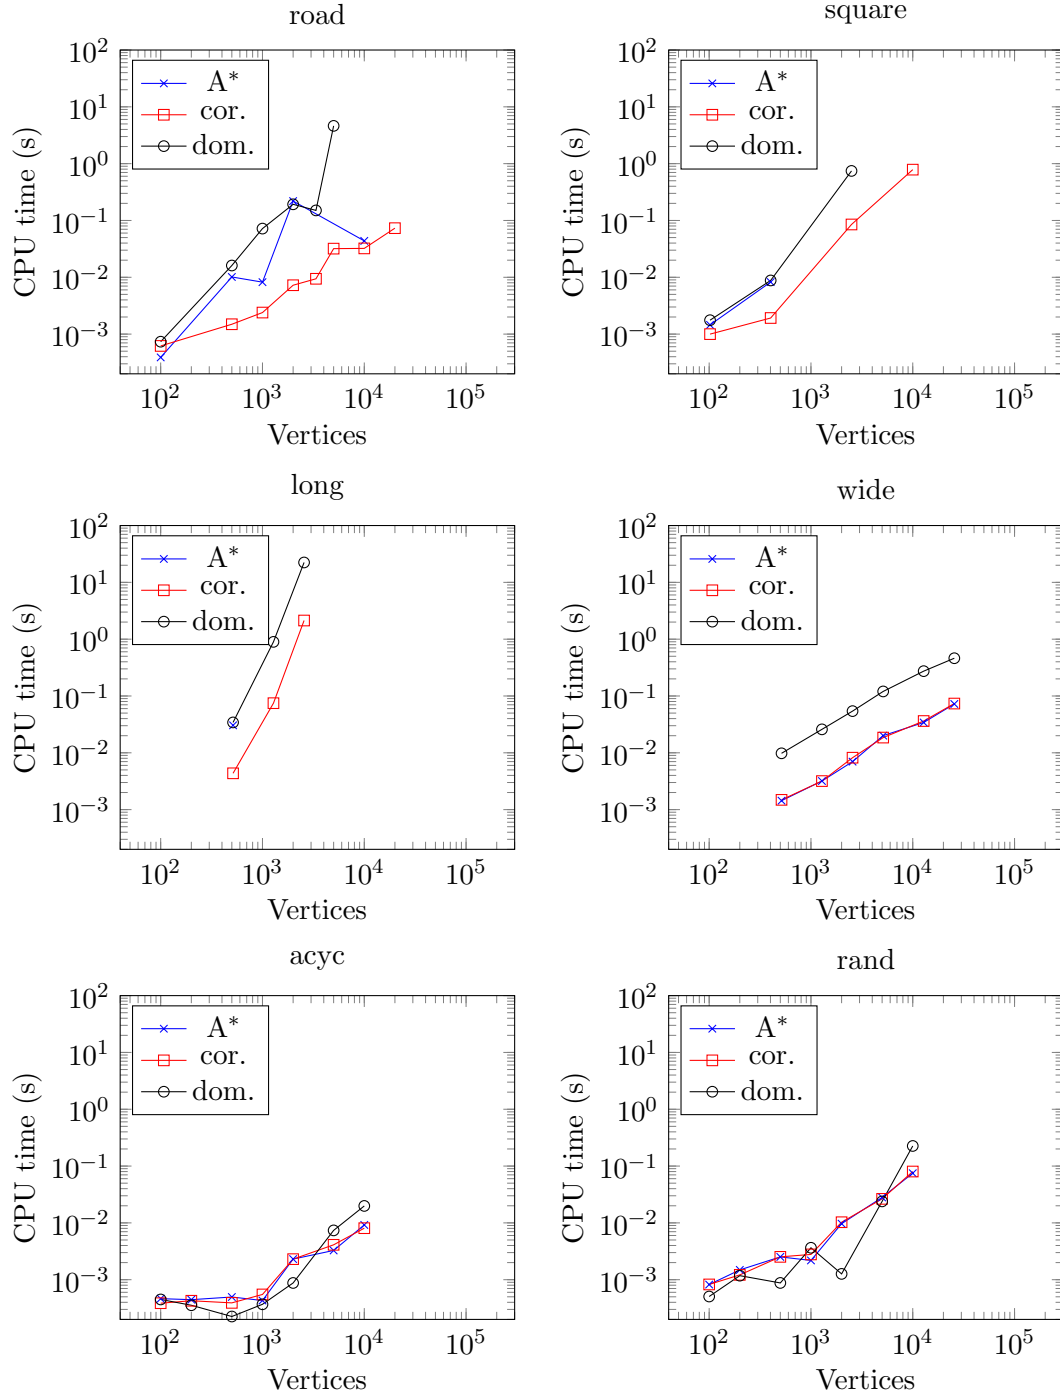 road
10^2
10^1
10^0
10^-1
10^-2
10^-3
CPU time (s)
A*
cor.
dom.
10^2 10^3 10^4 10^5
Vertices
square
10^2
10^1
10^0
10^-1
10^-2
10^-3
CPU time (s)
A*
cor.
dom.
10^2 10^3 10^4 10^5
Vertices
long
10^2
10^1
10^0
10^-1
10^-2
10^-3
CPU time (s)
A*
cor.
dom.
10^2 10^3 10^4 10^5
Vertices
wide
10^2
10^1
10^0
10^-1
10^-2
10^-3
CPU time (s)
A*
cor.
dom.
10^2 10^3 10^4 10^5
Vertices
acyc
10^2
10^1
10^0
10^-1
10^-2
10^-3
CPU time (s)
A*
cor.
dom.
10^2 10^3 10^4 10^5
Vertices
rand
10^2
10^1
10^0
10^-1
10^-2
10^-3
CPU time (s)
A*
cor.
dom.
10^2 10^3 10^4 10^5
Vertices